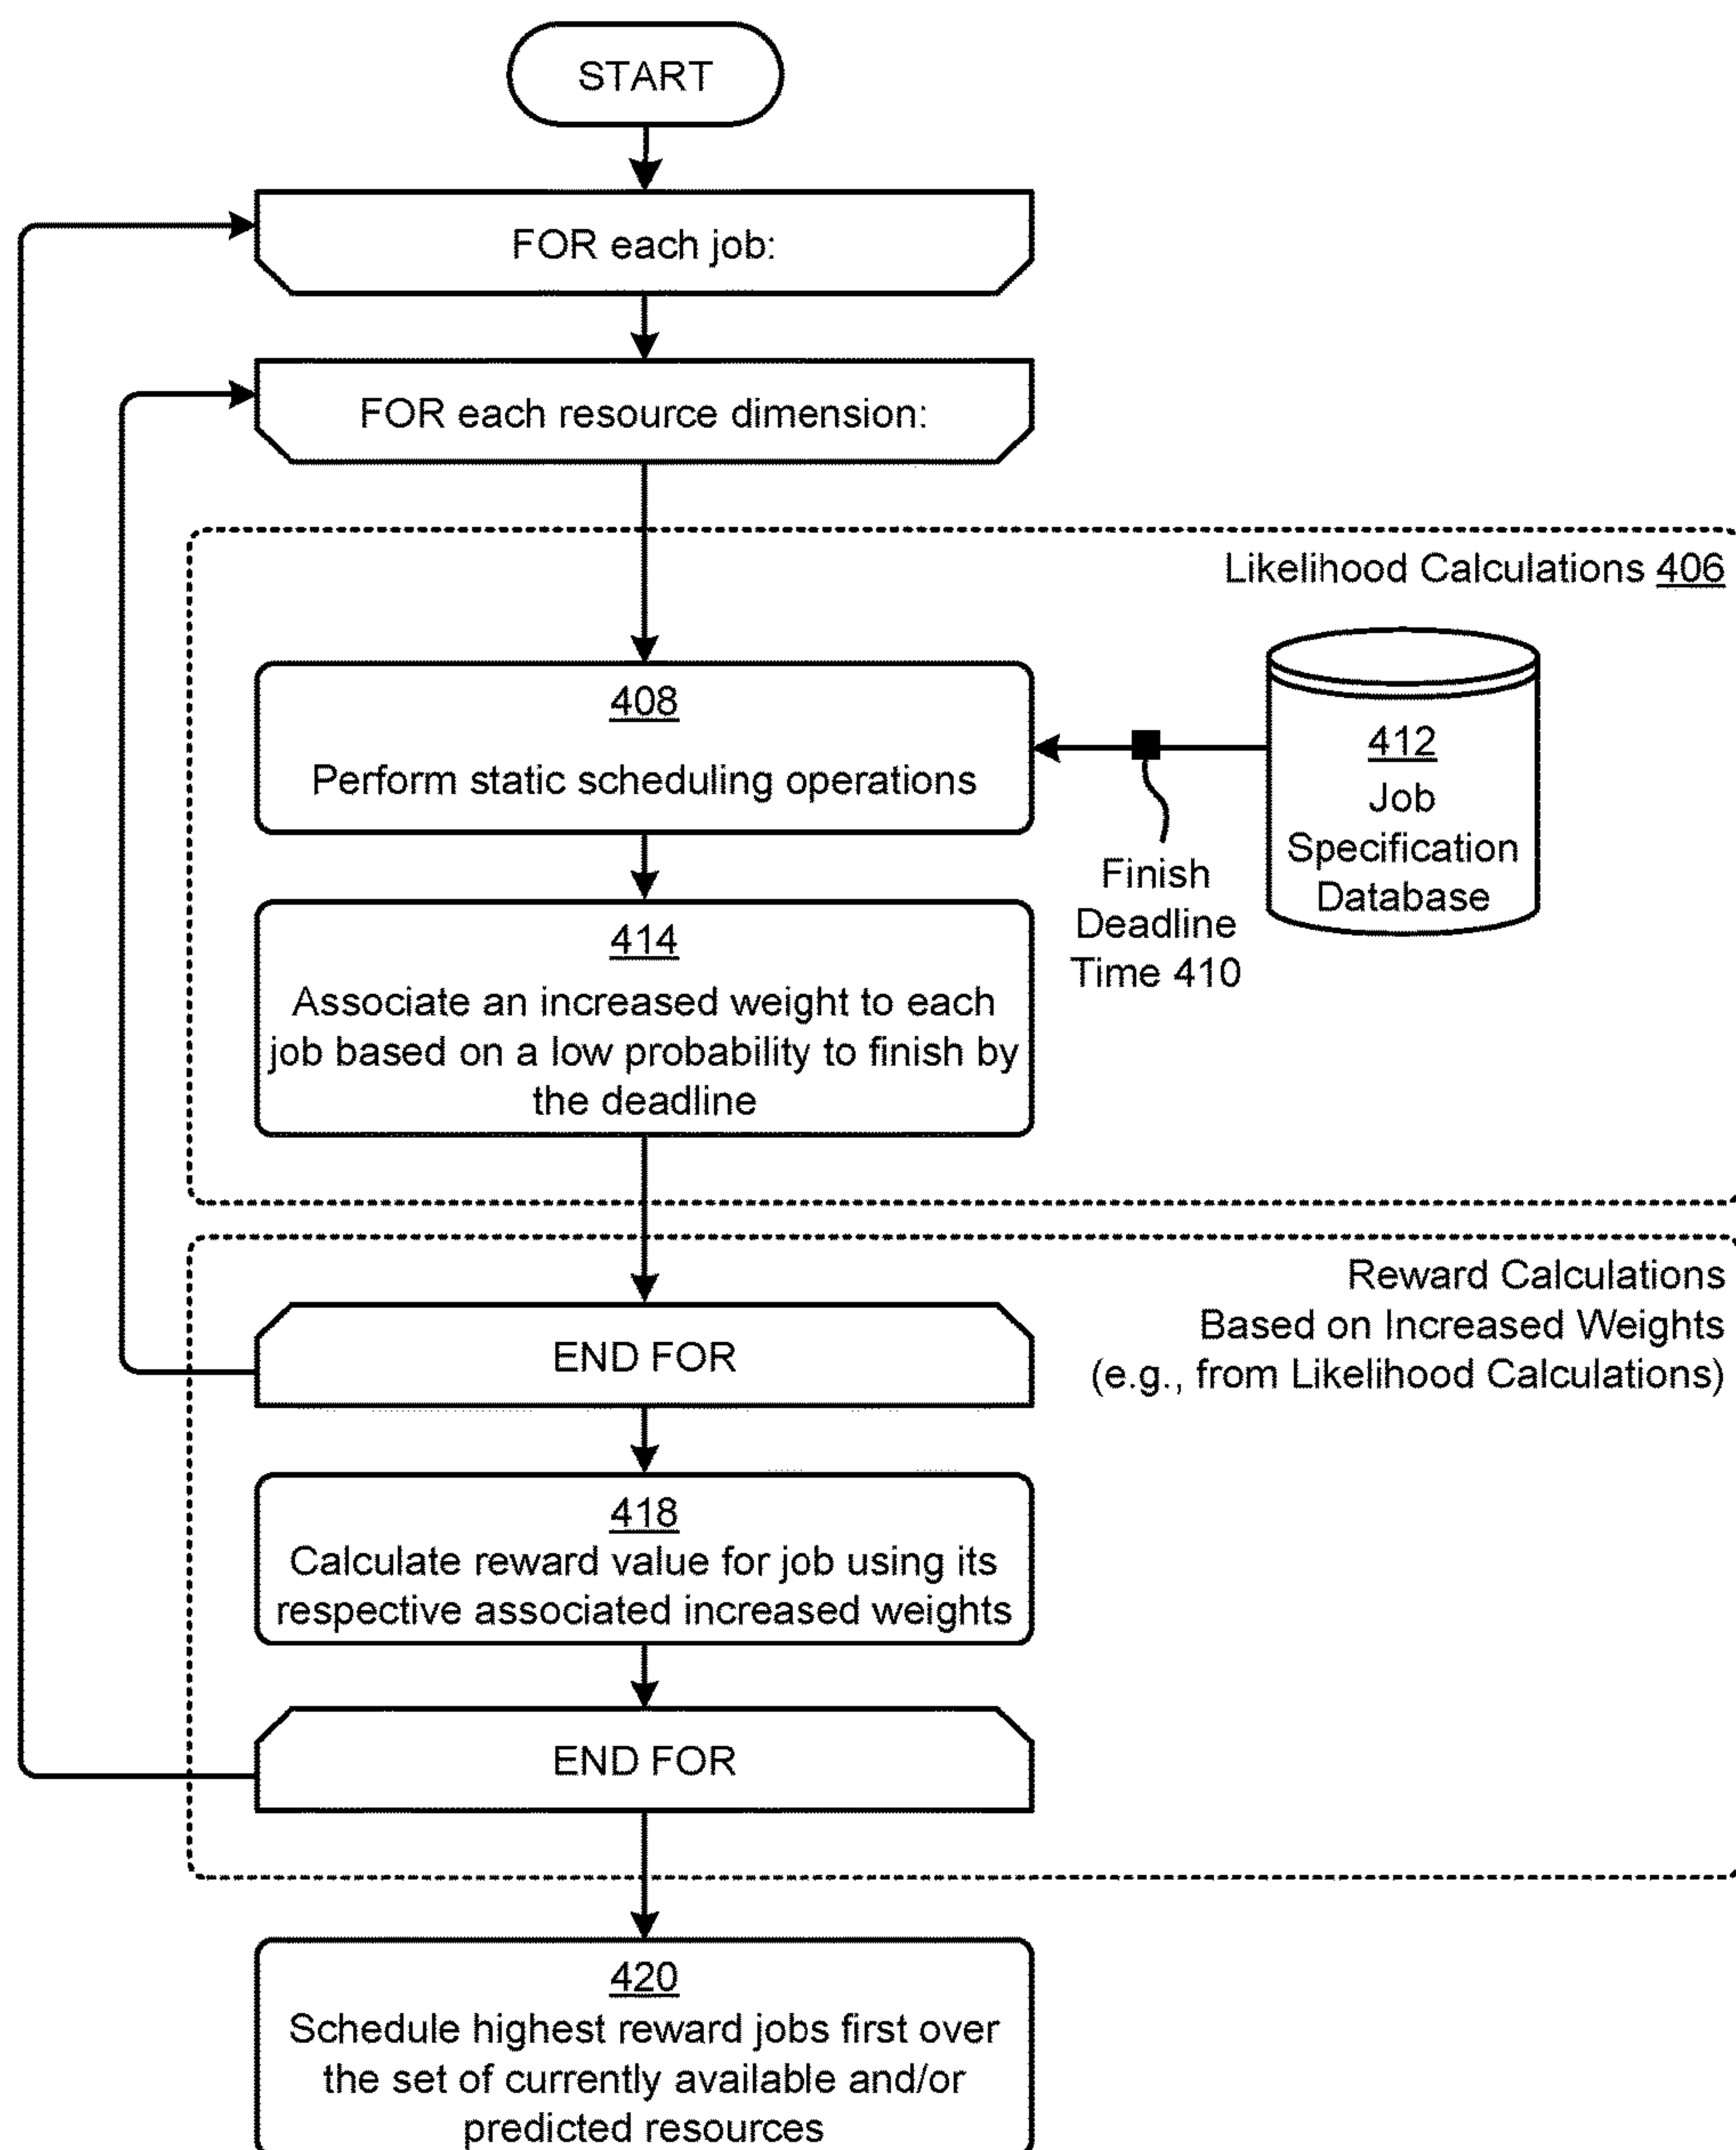 START
FOR each job:
FOR each resource dimension:
Likelihood Calculations 406
408
Perform static scheduling operations
412
Job
Specification
Database
Finish
Deadline
Time 410
414
Associate an increased weight to each
job based on a low probability to finish by
the deadline
Reward Calculations
Based on Increased Weights
(e.g., from Likelihood Calculations)
END FOR
418
Calculate reward value for job using its
respective associated increased weights
END FOR
420
Schedule highest reward jobs first over
the set of currently available and/or
predicted resources